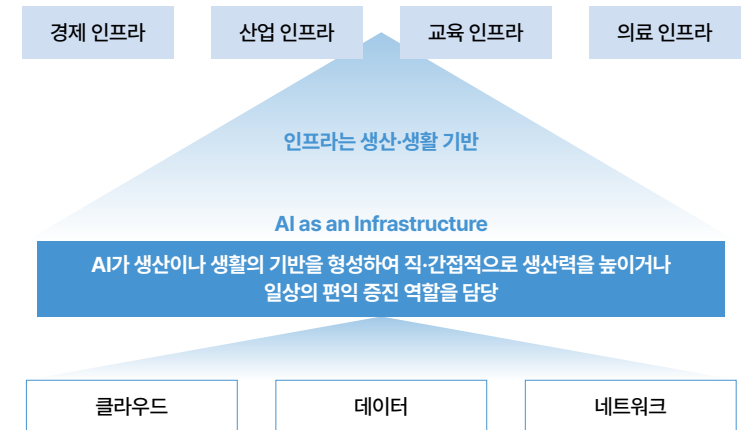 경제 인프라
산업 인프라
교육 인프라
의료 인프라
인프라는 생산·생활 기반
AI as an Infrastructure
AI가 생산이나 생활의 기반을 형성하여 직·간접적으로 생산력을 높이거나
일상의 편익 증진 역할을 담당
클라우드
데이터
네트워크